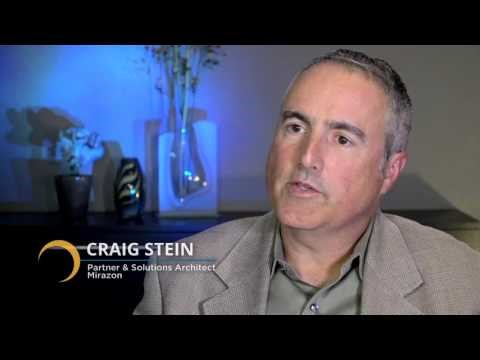 CRAIG STEIN
Partner & Solutions Architect
Mirazon